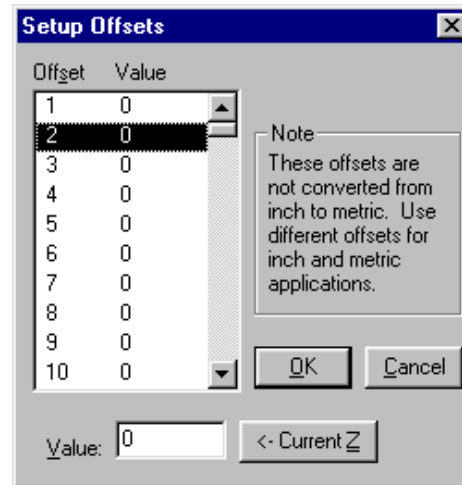 Setup Offsets
Offset Value
1 0
2 0
3 0
4 0
5 0
6 0
7 0
8 0
9 0
10 0
Note
These offsets are
not converted from
inch to metric. Use
different offsets for
inch and metric
applications.
OK Cancel
Value: 0 <- Current Z